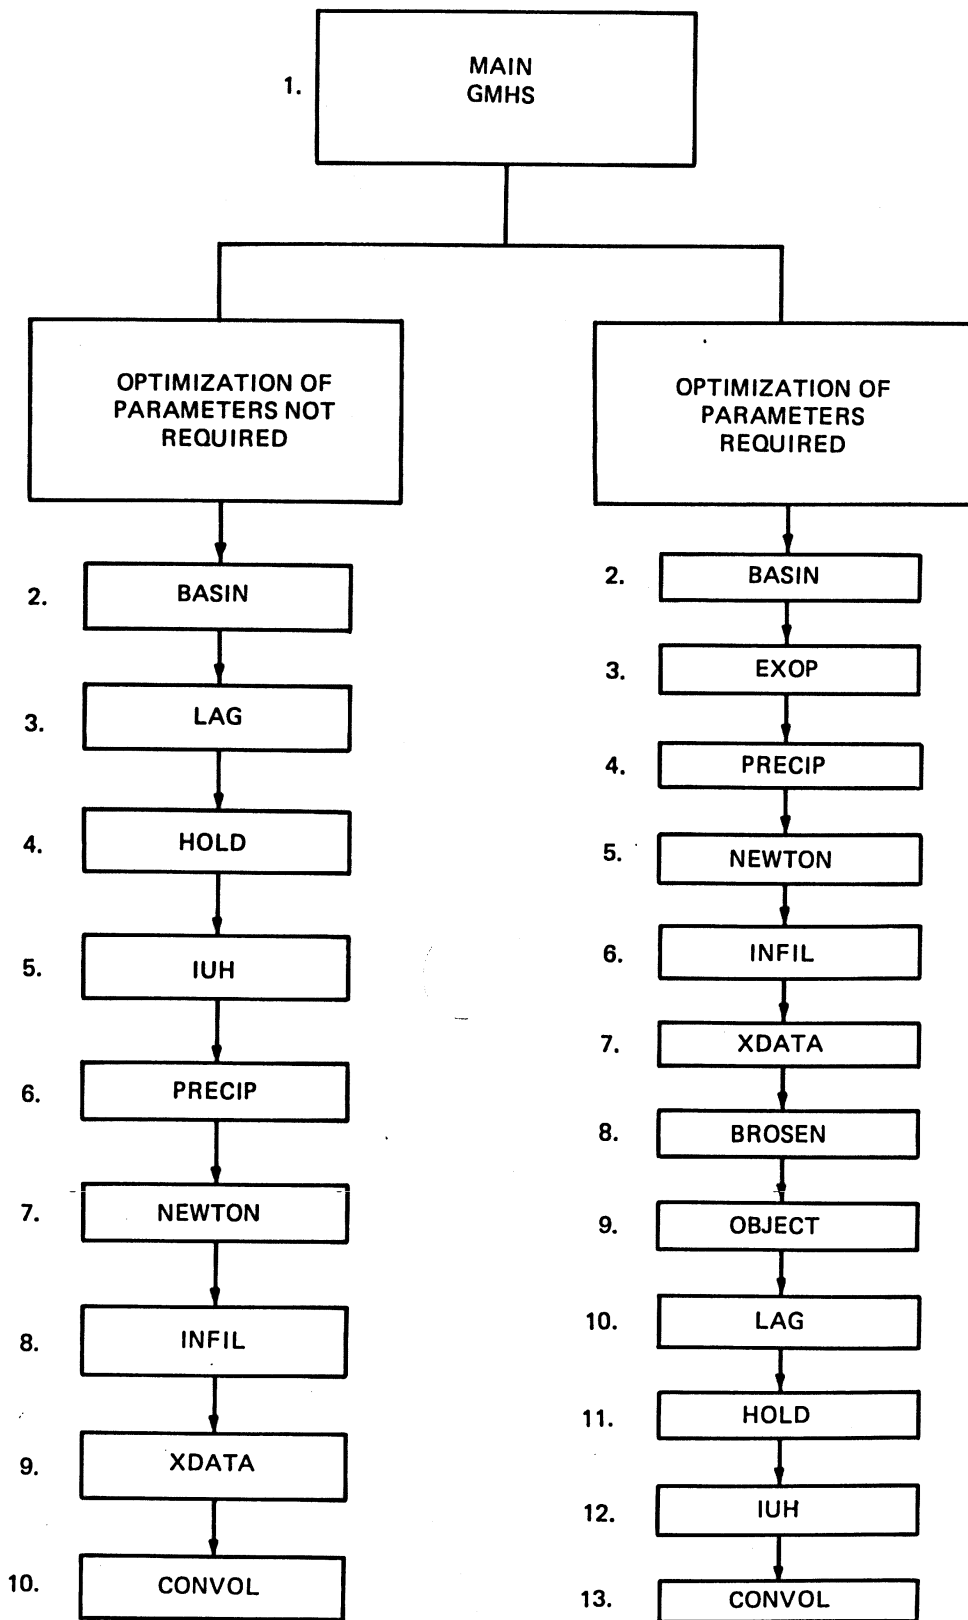 1.
MAIN
GMHS
OPTIMIZATION OF
PARAMETERS NOT
REQUIRED
2. BASIN
3. LAG
4. HOLD
5. IUH
6. PRECIP
7. NEWTON
8. INFIL
9. XDATA
10. CONVOL
OPTIMIZATION OF
PARAMETERS
REQUIRED
2. BASIN
3. EXOP
4. PRECIP
5. NEWTON
6. INFIL
7. XDATA
8. BROSEN
9. OBJECT
10. LAG
11. HOLD
12. IUH
13. CONVOL